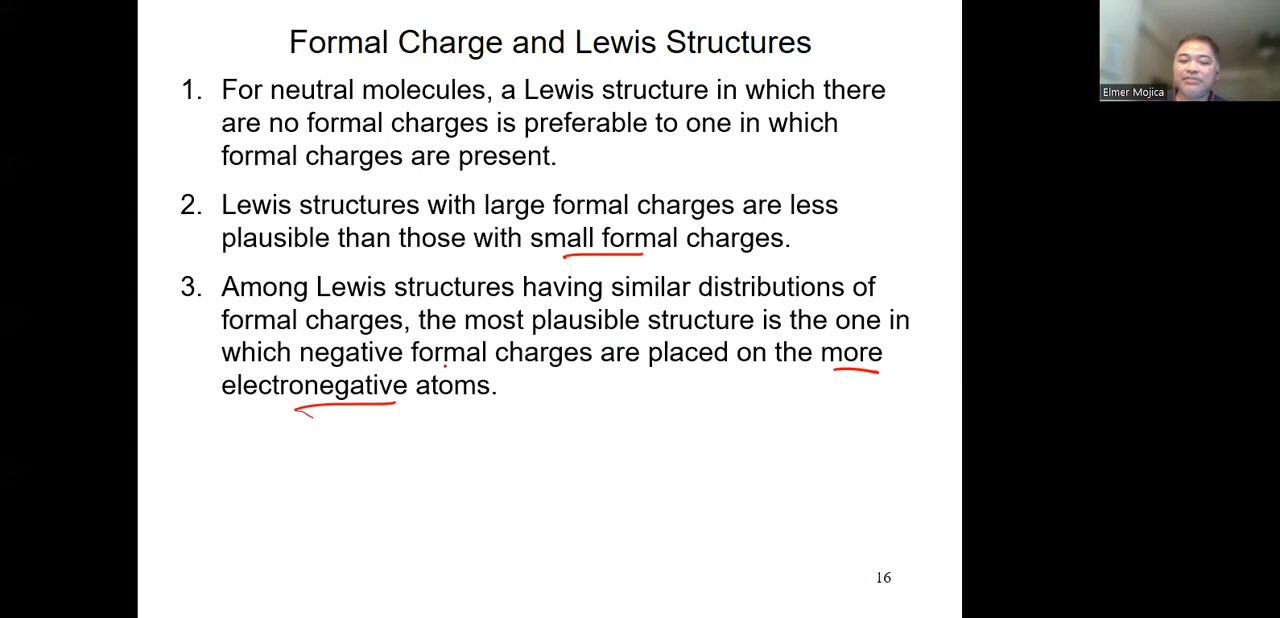 Formal Charge and Lewis Structures
1. For neutral molecules, a Lewis structure in which there
are no formal charges is preferable to one in which
formal charges are present.
2. Lewis structures with large formal charges are less
plausible than those with small formal charges.
3. Among Lewis structures having similar distributions of
formal charges, the most plausible structure is the one in
which negative formal charges are placed on the more
electronegative atoms.
16
Elmer Mojica